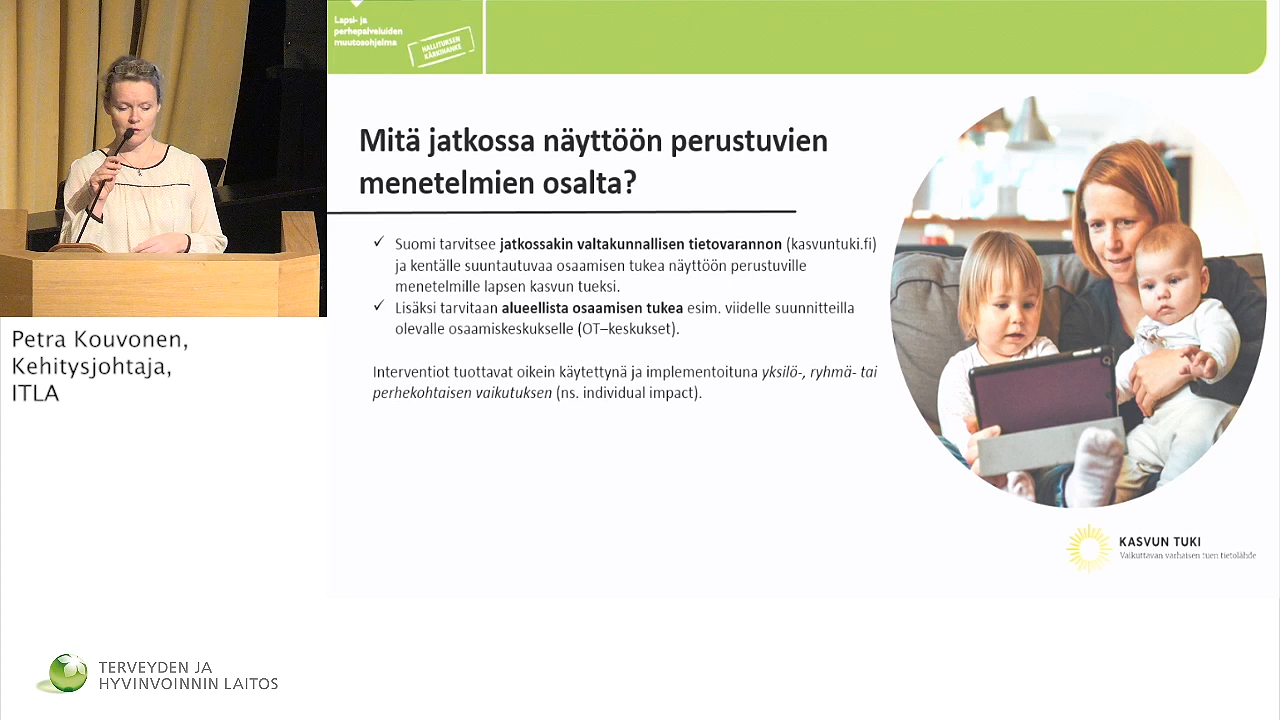 Lapsi- ja
perhepalveluiden
muutosohjelma
HALLITUKSEN
KÄRKIHANKE
Mitä jatkossa näyttöön perustuvien
menetelmien osalta?
✓ Suomi tarvitsee jatkossakin valtakunnallisen tietovarannon (kasvuntuki.fi)
ja kentälle suuntautuvaa osaamisen tukea näyttöön perustuville
menetelmille lapsen kasvun tueksi.
✓ Lisäksi tarvitaan alueellista osaamisen tukea esim. viidelle suunnitteilla
olevalle osaamiskeskukselle (OT–keskukset).
Interventiot tuottavat oikein käytettynä ja implementoituna yksilö-, ryhmä- tai
perhekohtaisen vaikutuksen (ns. individual impact).
KASVUN TUKI
Vaikuttavan varhaisen tuen tietolähde
Petra Kouvonen,
Kehitysjohtaja,
ITLA
TERVEYDEN JA
HYVINVOINNIN LAITOS